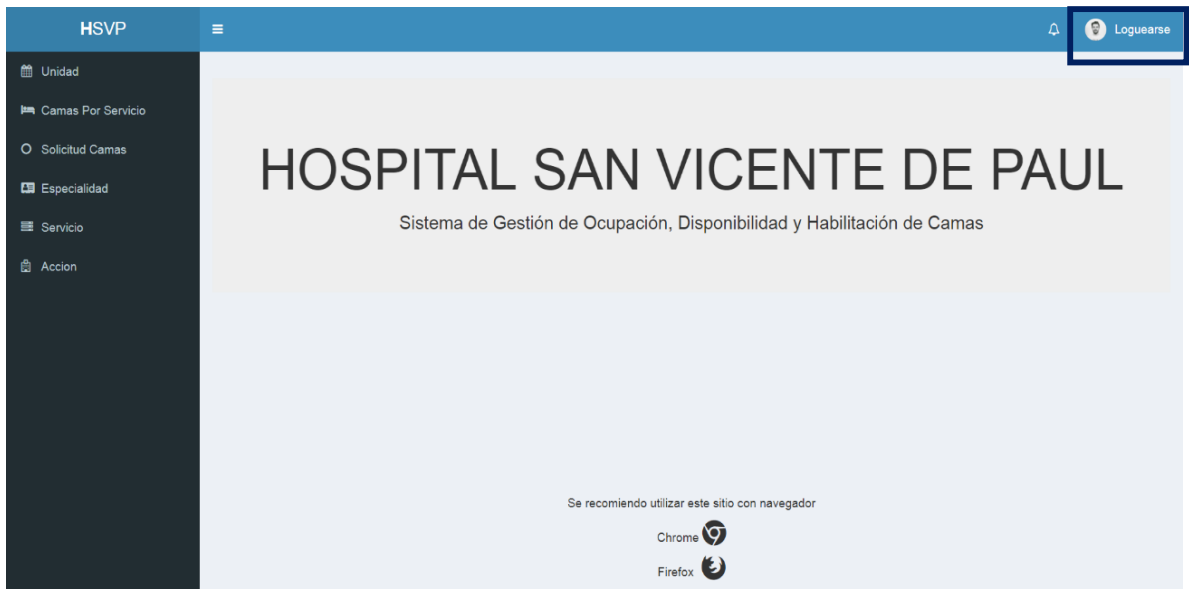 HSVP
Loguearse
Unidad
Camas Por Servicio
Solicitud Camas
Especialidad
Servicio
Accion
HOSPITAL SAN VICENTE DE PAUL
Sistema de Gestión de Ocupación, Disponibilidad y Habilitación de Camas
Se recomiendo utilizar este sitio con navegador
Chrome
Firefox